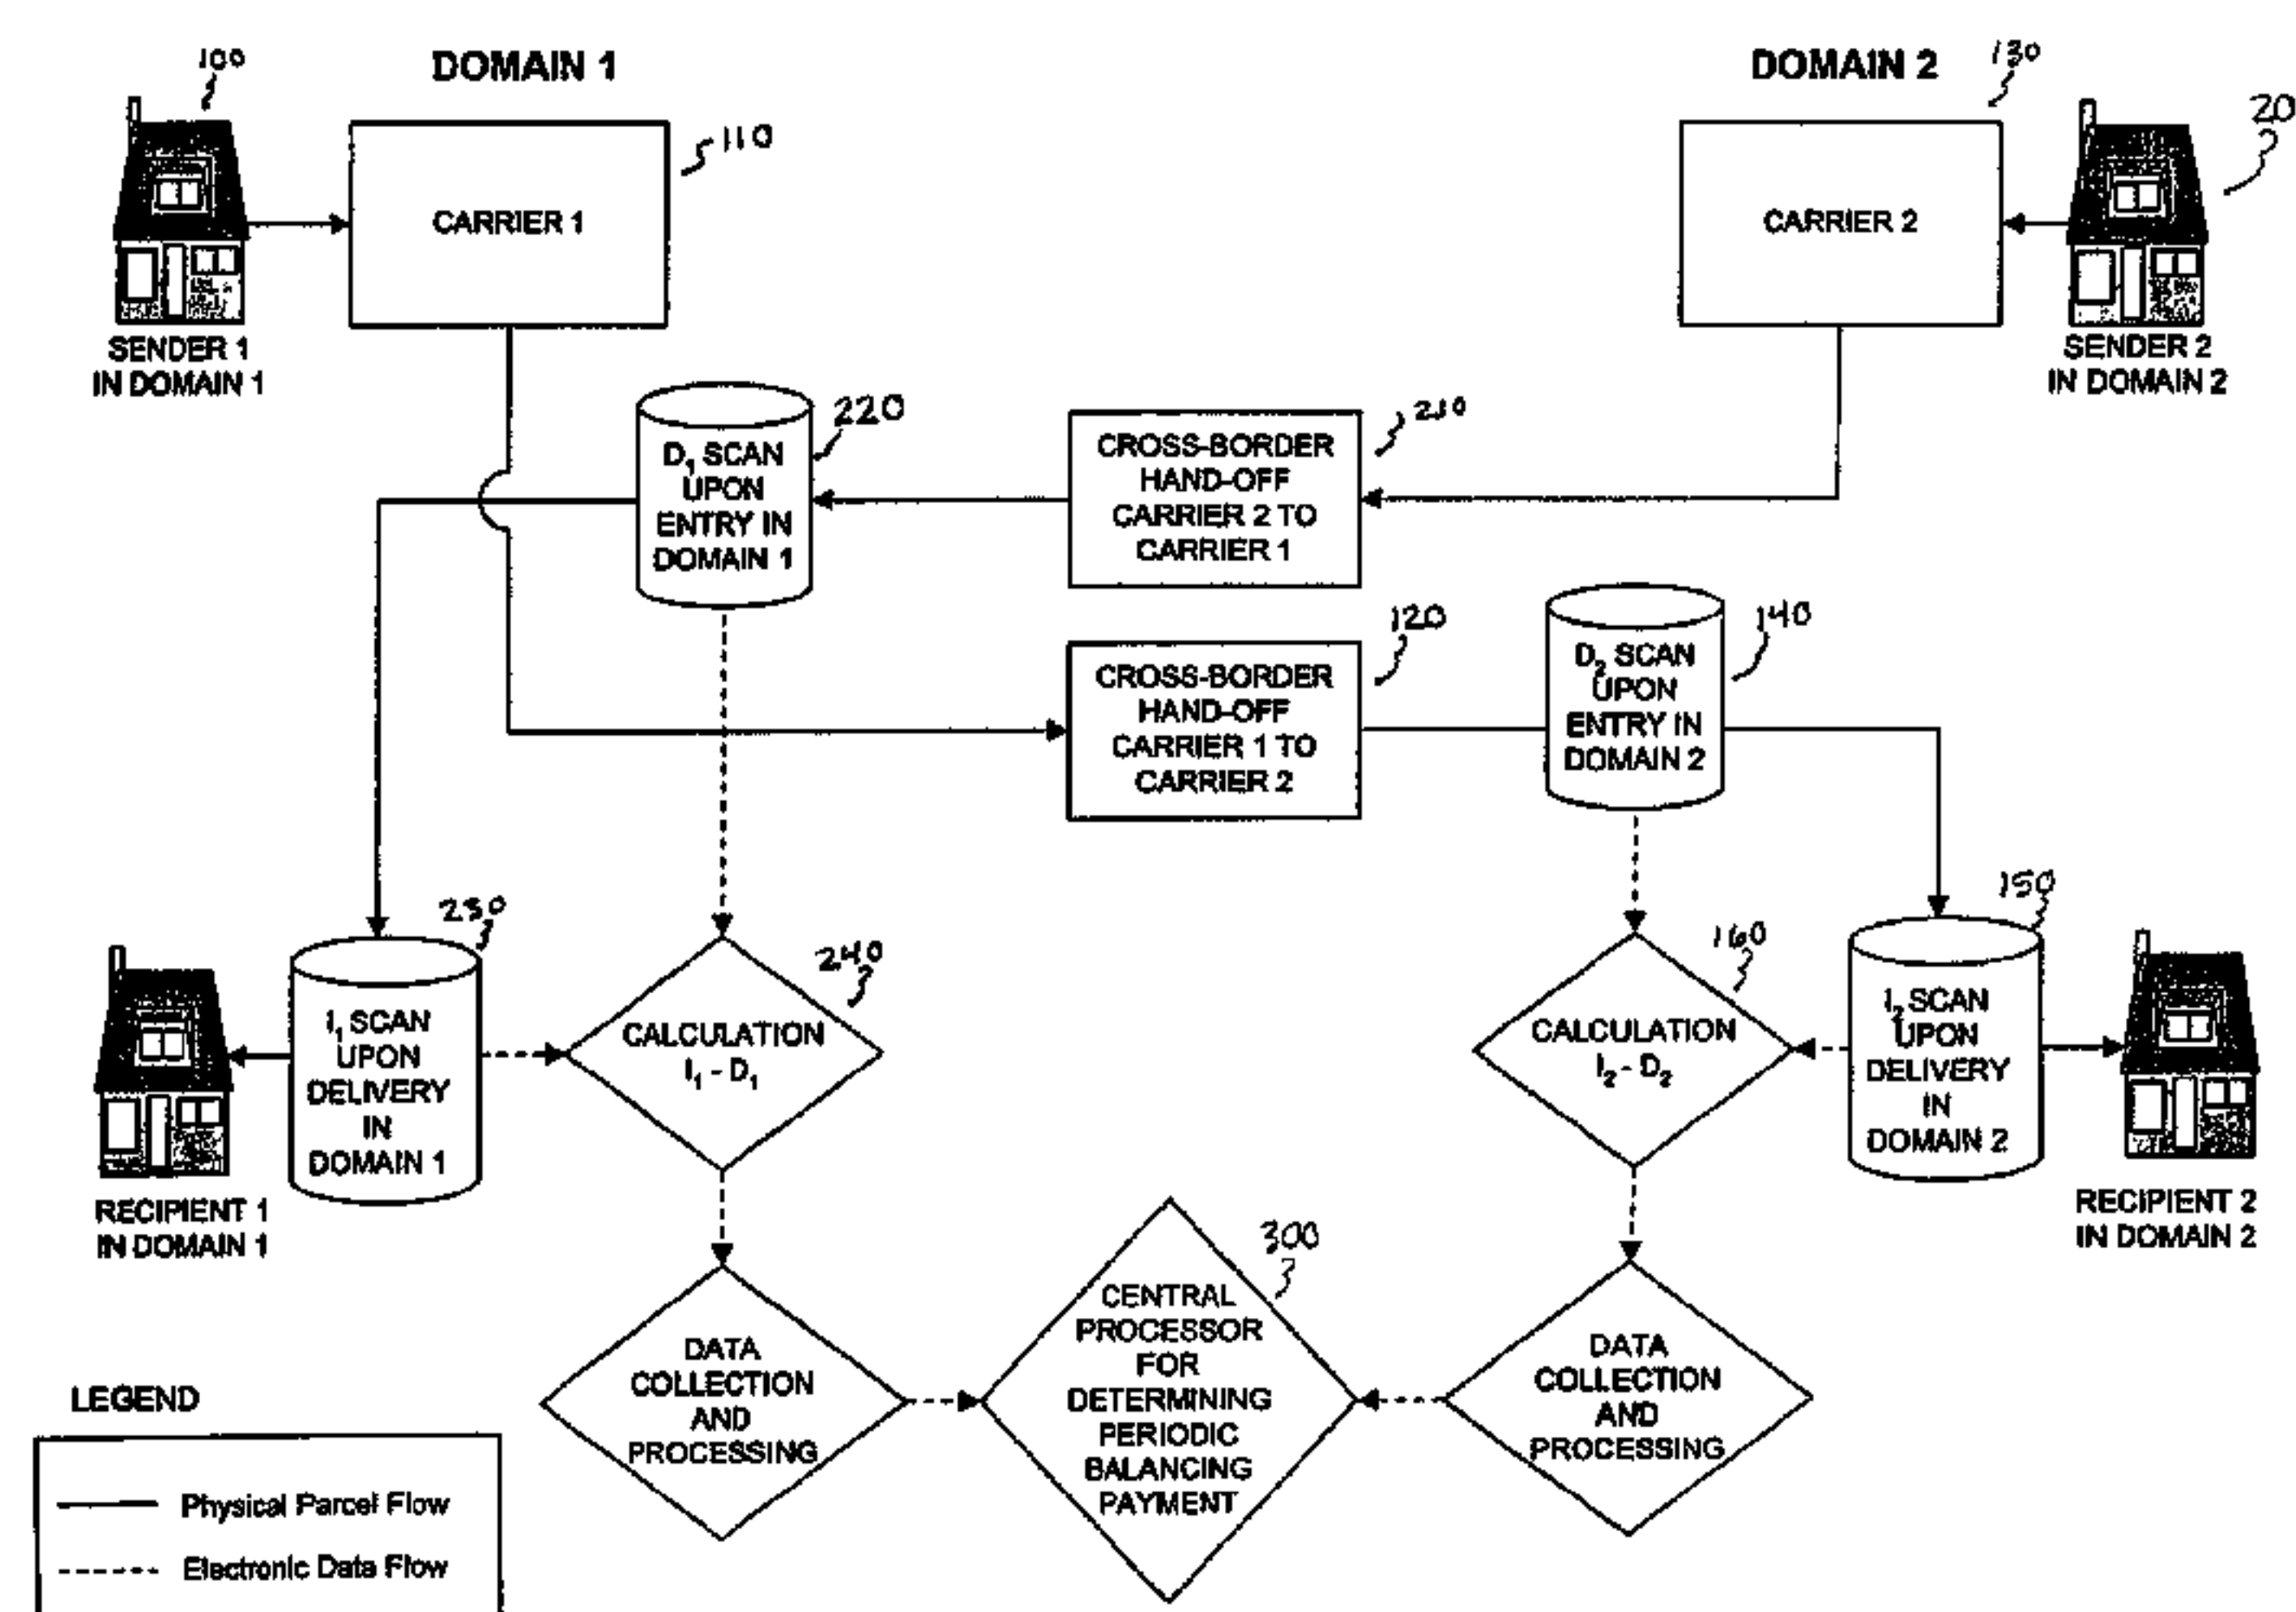 DOMAIN 1
DOMAIN 2
100
110
130
20
CARRIER 1
CARRIER 2
SENDER 1
IN DOMAIN 1
SENDER 2
IN DOMAIN 2
220
D₁ SCAN
UPON
ENTRY IN
DOMAIN 1
210
CROSS-BORDER
HAND-OFF
CARRIER 2 TO
CARRIER 1
120
CROSS-BORDER
HAND-OFF
CARRIER 1 TO
CARRIER 2
140
D₂ SCAN
UPON
ENTRY IN
DOMAIN 2
230
I₁ SCAN
UPON
DELIVERY
IN
DOMAIN 1
240
CALCULATION
I₁ - D₁
160
CALCULATION
I₂ - D₂
150
I₂ SCAN
UPON
DELIVERY
IN
DOMAIN 2
RECIPIENT 1
IN DOMAIN 1
RECIPIENT 2
IN DOMAIN 2
DATA
COLLECTION
AND
PROCESSING
300
CENTRAL
PROCESSOR
FOR
DETERMINING
PERIODIC
BALANCING
PAYMENT
DATA
COLLECTION
AND
PROCESSING
LEGEND
Physical Parcel Flow
Electronic Data Flow